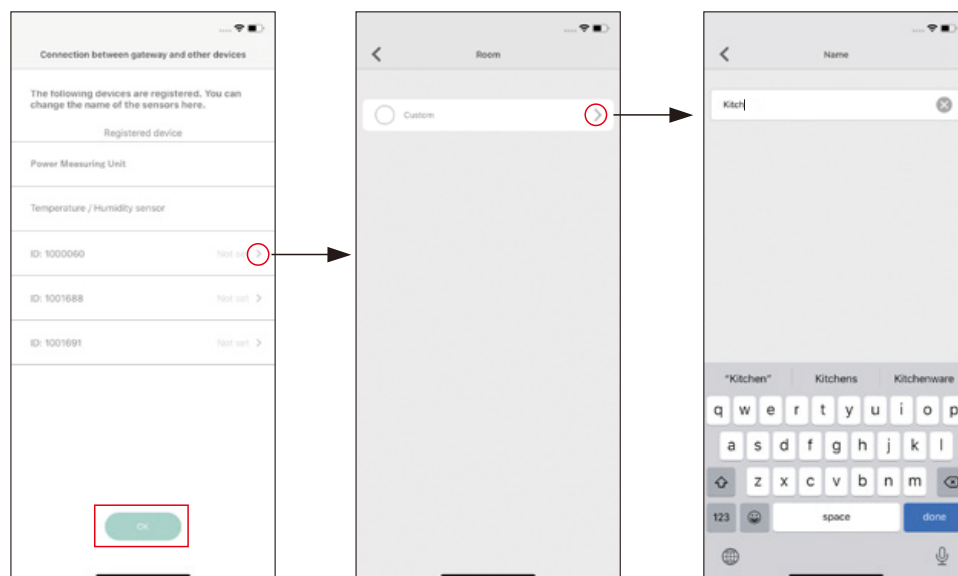 Connection between gateway and other devices
The following devices are registered. You can
change the name of the sensors here.
Registered device
Power Measuring Unit
Temperature / Humidity sensor
ID: 1000060 Not set
ID: 1001688 Not set
ID: 1001691 Not set
OK
Room
Custom
Name
Kitch
"Kitchen" Kitchens Kitchenware
q w e r t y u i o p
a s d f g h j k l
z x c v b n m
123 space done